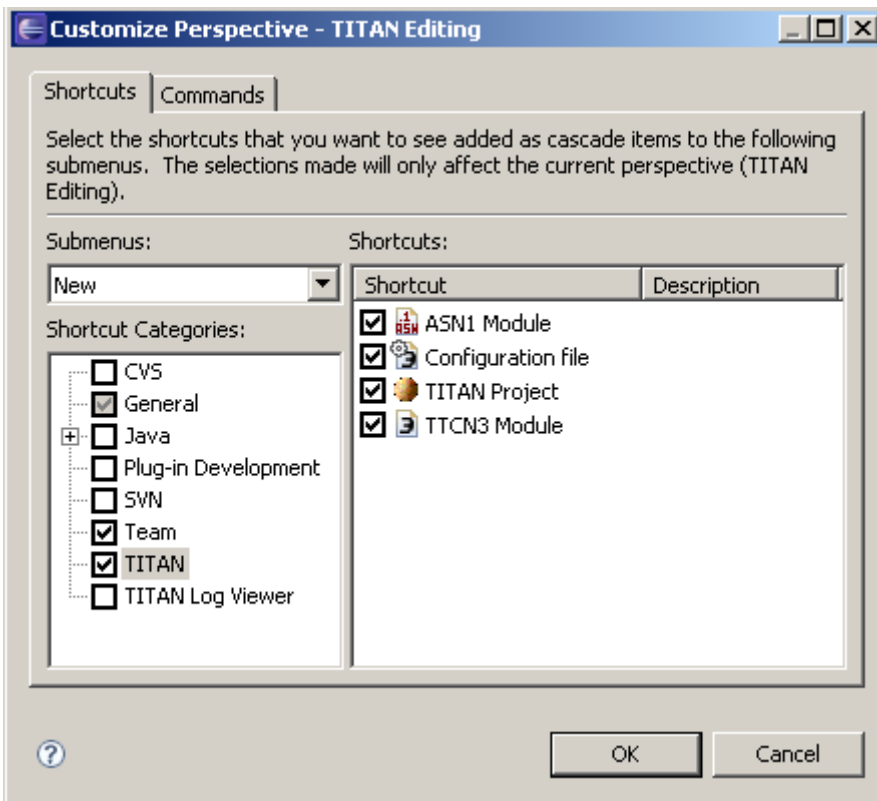 Customize Perspective - TITAN Editing
Shortcuts
Commands
Select the shortcuts that you want to see added as cascade items to the following
submenus. The selections made will only affect the current perspective (TITAN
Editing).
Submenus:
New
Shortcut Categories:
CVS
General
Java
Plug-in Development
SVN
Team
TITAN
TITAN Log Viewer
Shortcuts:
Shortcut
Description
ASN1 Module
Configuration file
TITAN Project
TTCN3 Module
OK
Cancel